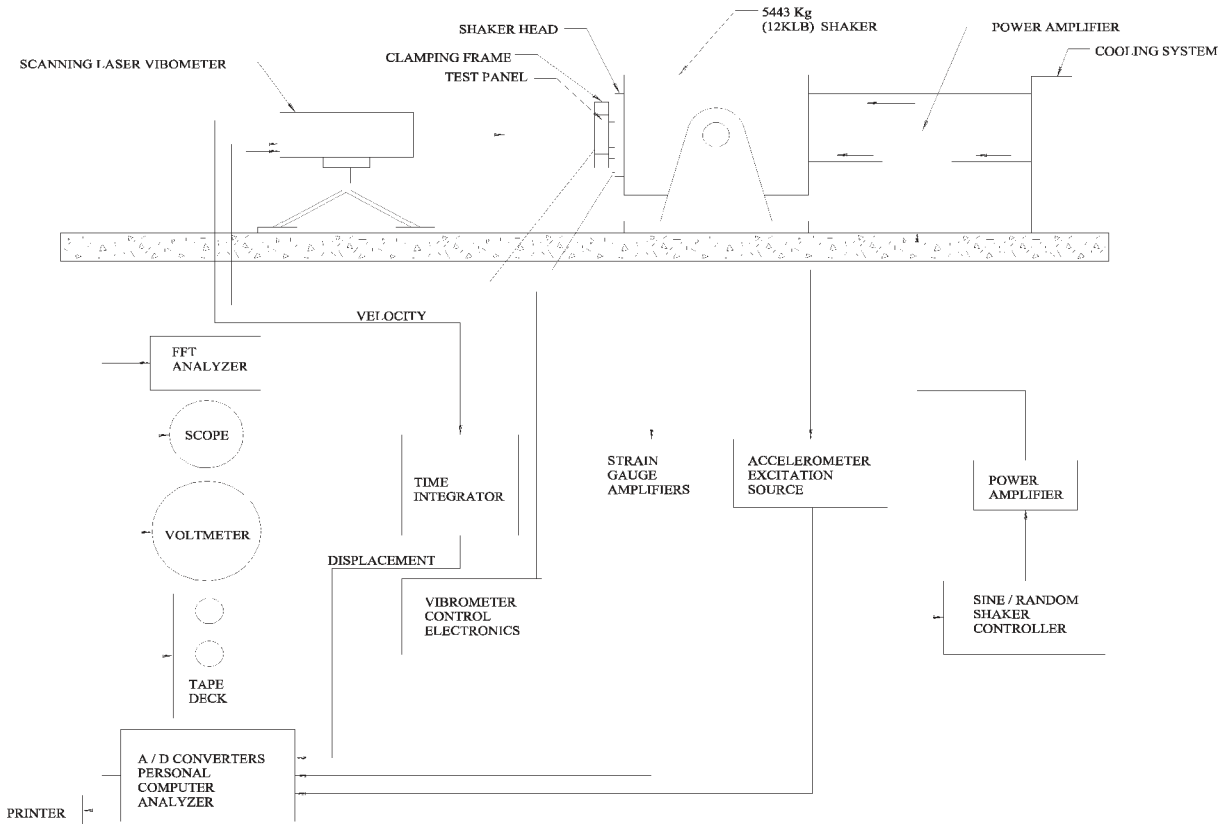 5443 Kg
(12KLB) SHAKER
SHAKER HEAD
POWER AMPLIFIER
CLAMPING FRAME
COOLING SYSTEM
SCANNING LASER VIBOMETER
TEST PANEL
VELOCITY
FFT
ANALYZER
SCOPE
VOLTMETER
TAPE
DECK
TIME
INTEGRATOR
DISPLACEMENT
VIBROMETER
CONTROL
ELECTRONICS
STRAIN
GAUGE
AMPLIFIERS
ACCELEROMETER
EXCITATION
SOURCE
POWER
AMPLIFIER
SINE / RANDOM
SHAKER
CONTROLLER
A / D CONVERTERS
PERSONAL
COMPUTER
ANALYZER
PRINTER